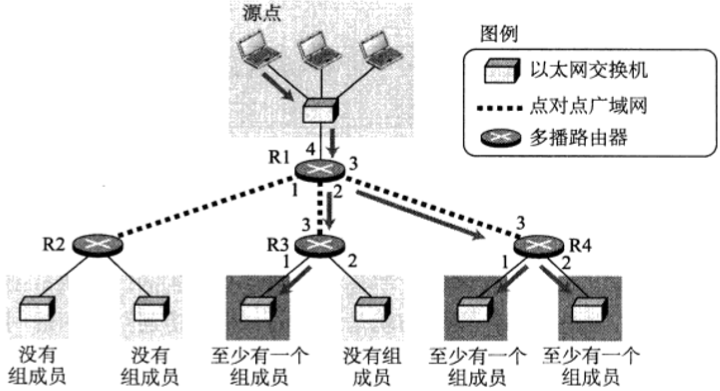 源点
图例
以太网交换机
点对点广域网
多播路由器
4
R1
3
1
2
3
3
R2
R3
R4
1
2
1
2
没有
组成员
没有
组成员
至少有一个
组成员
没有组
成员
至少有一个
组成员
至少有一个
组成员